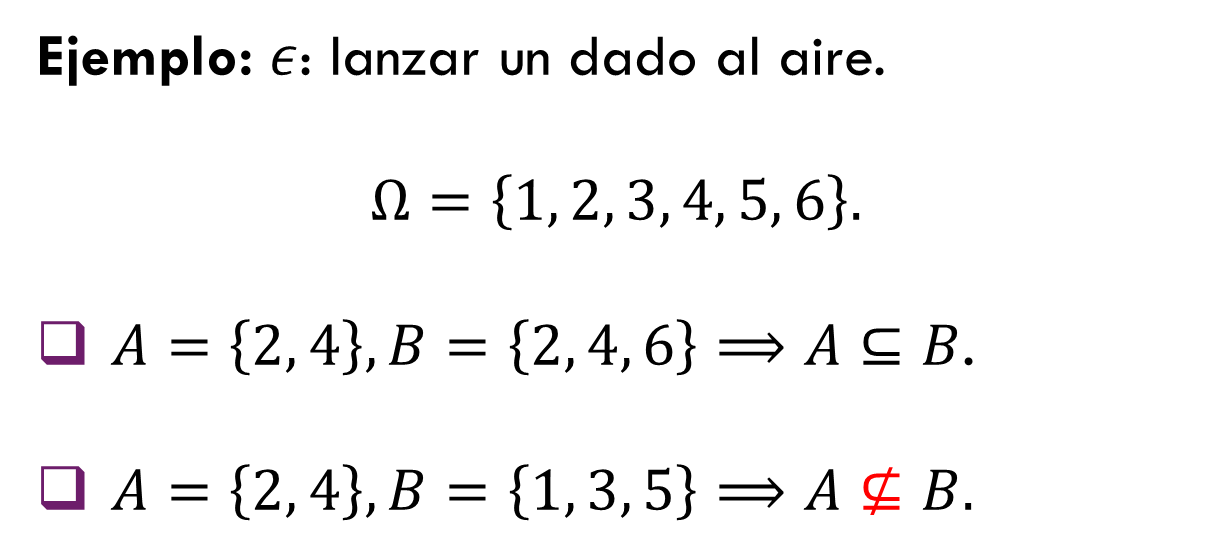 Ejemplo: ϵ: lanzar un dado al aire.
Ω = {1, 2, 3, 4, 5, 6}.
❑ A = {2, 4}, B = {2, 4, 6} ⟹ A ⊆ B.
❑ A = {2, 4}, B = {1, 3, 5} ⟹ A ⊈ B.